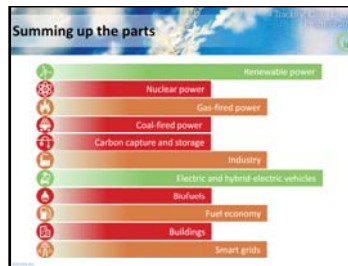 Summing up the parts
Renewable power
Nuclear power
Gas-fired power
Coal-fired power
Carbon capture and storage
Industry
Electric and hybrid-electric vehicles
Biofuels
Fuel economy
Buildings
Smart grids